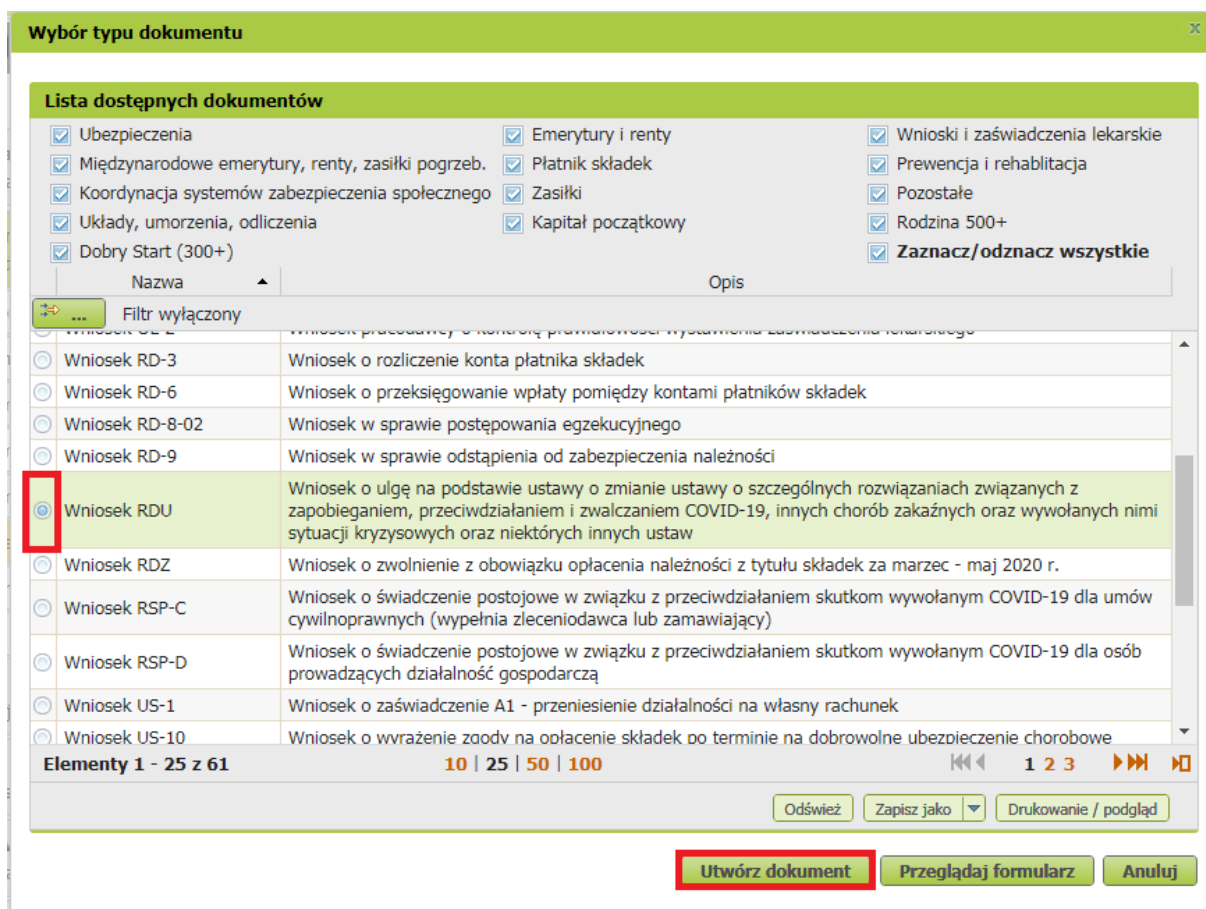 Wybór typu dokumentu
x
Lista dostępnych dokumentów
Ubezpieczenia
Emerytury i renty
Wnioski i zaświadczenia lekarskie
Międzynarodowe emerytury, renty, zasiłki pogrzeb.
Płatnik składek
Prewencja i rehablitacja
Koordynacja systemów zabezpieczenia społecznego
Zasiłki
Pozostałe
Układy, umorzenia, odliczenia
Kapitał początkowy
Rodzina 500+
Dobry Start (300+)
Zaznacz/odznacz wszystkie
Nazwa
Opis
...
Filtr wyłączony
Wniosek RD-3
Wniosek o rozliczenie konta płatnika składek
Wniosek RD-6
Wniosek o przeksięgowanie wpłaty pomiędzy kontami płatników składek
Wniosek RD-8-02
Wniosek w sprawie postępowania egzekucyjnego
Wniosek RD-9
Wniosek w sprawie odstąpienia od zabezpieczenia należności
Wniosek RDU
Wniosek o ulgę na podstawie ustawy o zmianie ustawy o szczególnych rozwiązaniach związanych z
zapobieganiem, przeciwdziałaniem i zwalczaniem COVID-19, innych chorób zakaźnych oraz wywołanych nimi
sytuacji kryzysowych oraz niektórych innych ustaw
Wniosek RDZ
Wniosek o zwolnienie z obowiązku opłacenia należności z tytułu składek za marzec - maj 2020 r.
Wniosek RSP-C
Wniosek o świadczenie postojowe w związku z przeciwdziałaniem skutkom wywołanym COVID-19 dla umów
cywilnoprawnych (wypełnia zleceniodawca lub zamawiający)
Wniosek RSP-D
Wniosek o świadczenie postojowe w związku z przeciwdziałaniem skutkom wywołanym COVID-19 dla osób
prowadzących działalność gospodarczą
Wniosek US-1
Wniosek o zaświadczenie A1 - przeniesienie działalności na własny rachunek
Wniosek US-10
Wniosek o wyrażenie zgody na opłacenie składek po terminie na dobrowolne ubezpieczenie chorobowe
Elementy 1 - 25 z 61
10 | 25 | 50 | 100
1 2 3
Odśwież
Zapisz jako
Drukowanie / podgląd
Utwórz dokument
Przeglądaj formularz
Anuluj